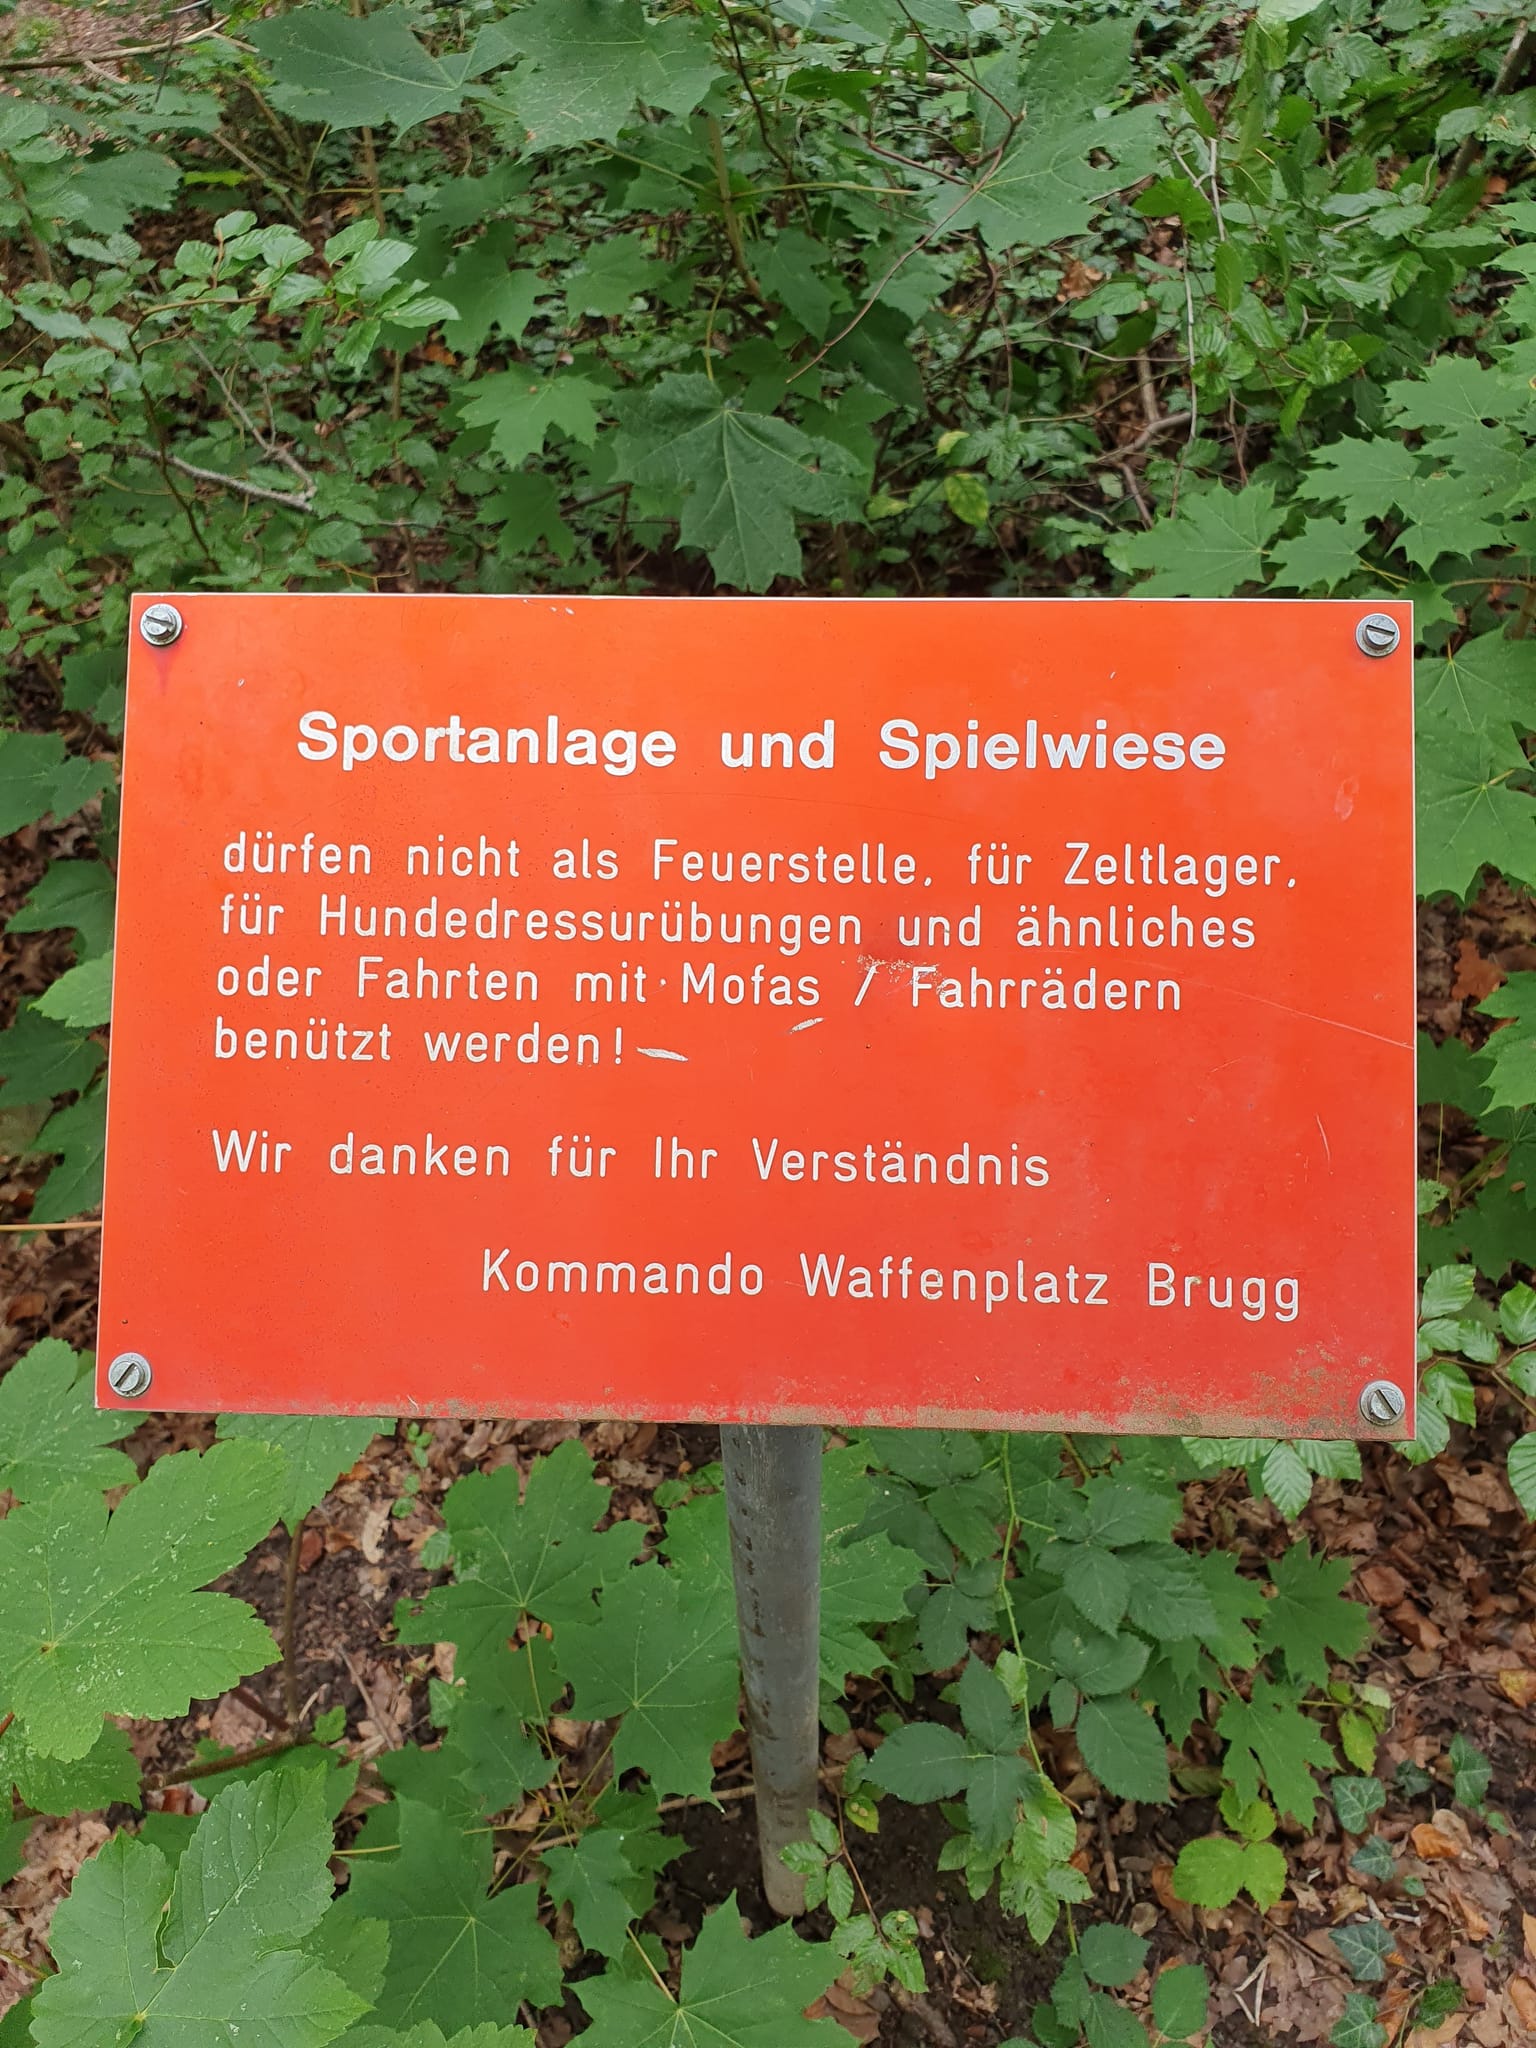 Sportanlage und Spielwiese
dürfen nicht als Feuerstelle, für Zeltlager,
für Hundedressurübungen und ähnliches
oder Fahrten mit Mofas / Fahrrädern
benützt werden!
Wir danken für Ihr Verständnis
Kommando Waffenplatz Brugg